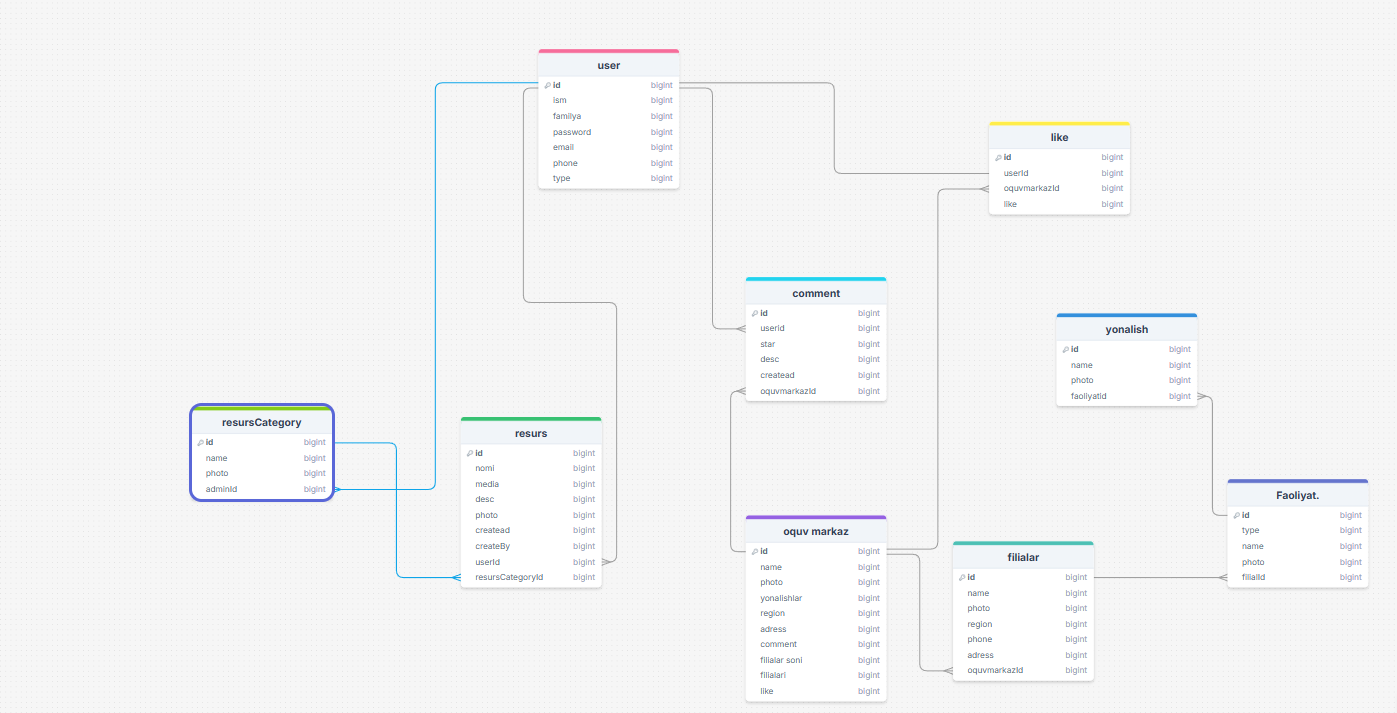 user
id bigint
ism bigint
familya bigint
password bigint
email bigint
phone bigint
type bigint
like
id bigint
userId bigint
oquvmarkazId bigint
like bigint
comment
id bigint
userId bigint
star bigint
desc bigint
createad bigint
oquvmarkazId bigint
yonalish
id bigint
name bigint
photo bigint
faoliyatId bigint
resursCategory
id bigint
name bigint
photo bigint
adminId bigint
resurs
id bigint
nomi bigint
media bigint
desc bigint
photo bigint
createad bigint
createBy bigint
userId bigint
resursCategoryId bigint
oquv markaz
id bigint
name bigint
photo bigint
yonalishlar bigint
region bigint
adress bigint
comment bigint
filialar soni bigint
filialari bigint
like bigint
filialar
id bigint
name bigint
photo bigint
region bigint
phone bigint
adress bigint
oquvmarkazId bigint
Faoliyat.
id bigint
type bigint
name bigint
photo bigint
filialId bigint